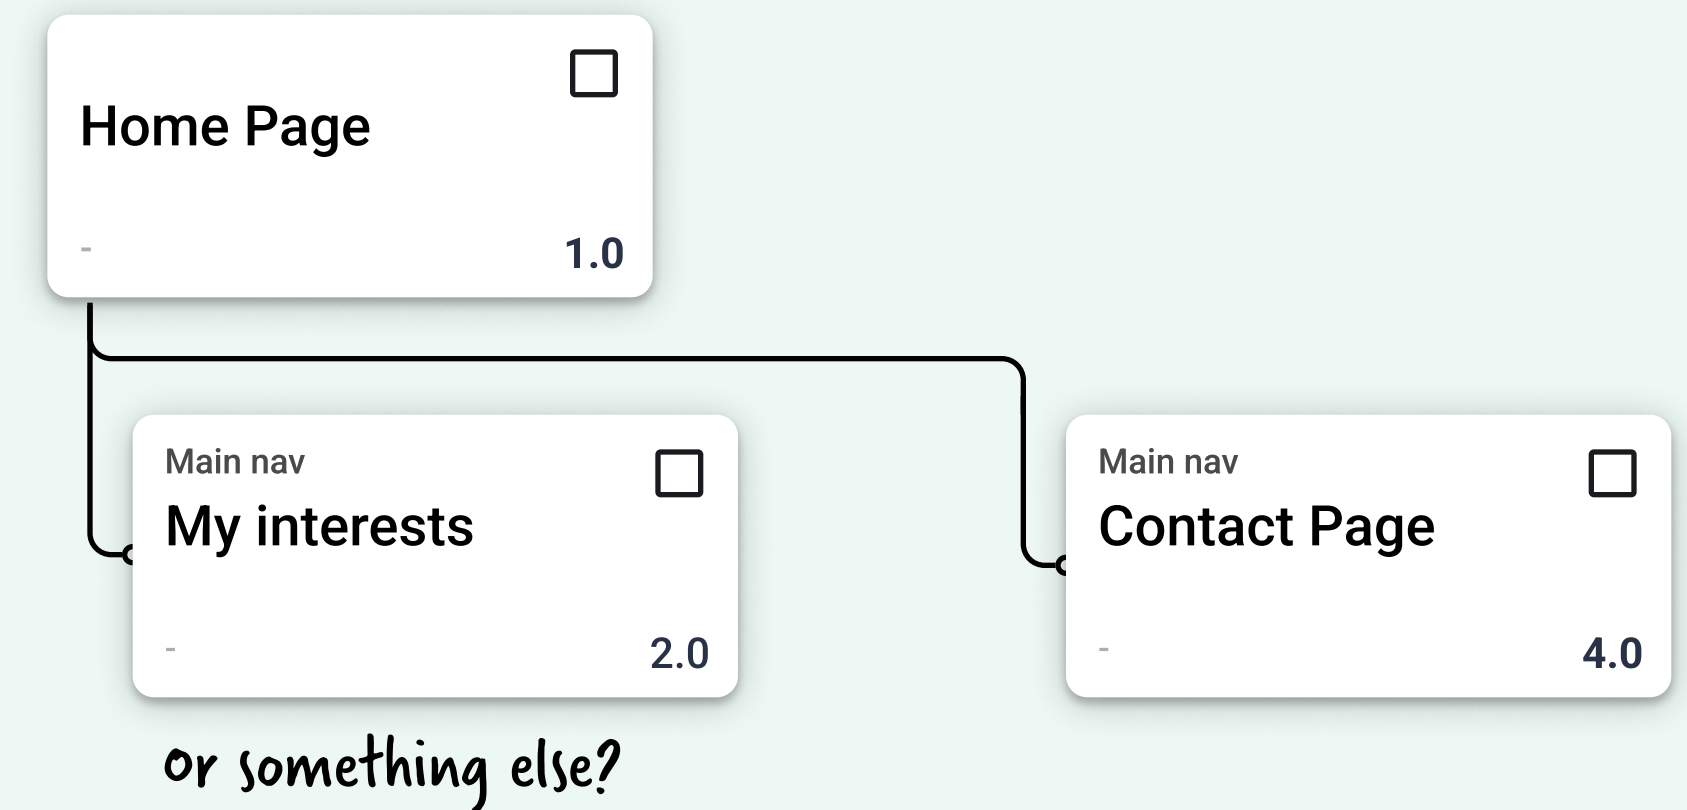 Home Page
-
1.0
Main nav
My interests
-
2.0
or something else?
Main nav
Contact Page
-
4.0